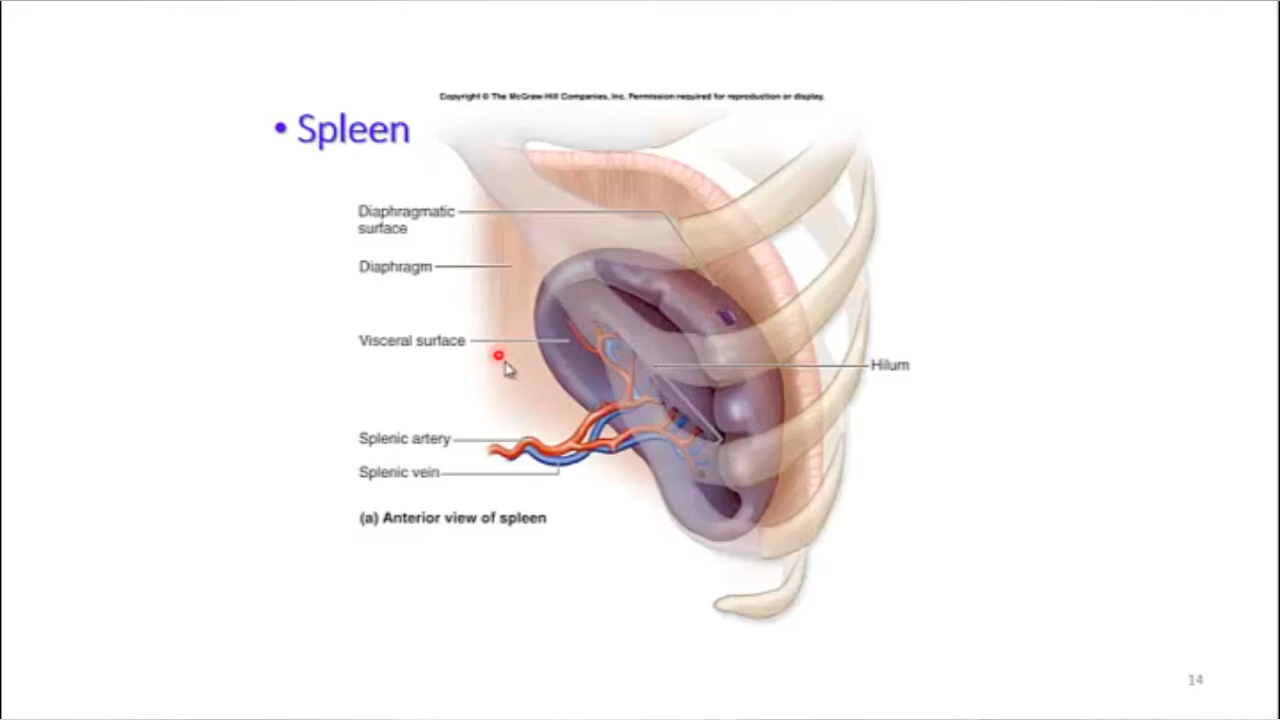 Copyright © The McGraw-Hill Companies, Inc. Permission required for reproduction or display.
• Spleen
Diaphragmatic
surface
Diaphragm
Visceral surface
Hilum
Splenic artery
Splenic vein
(a) Anterior view of spleen
14